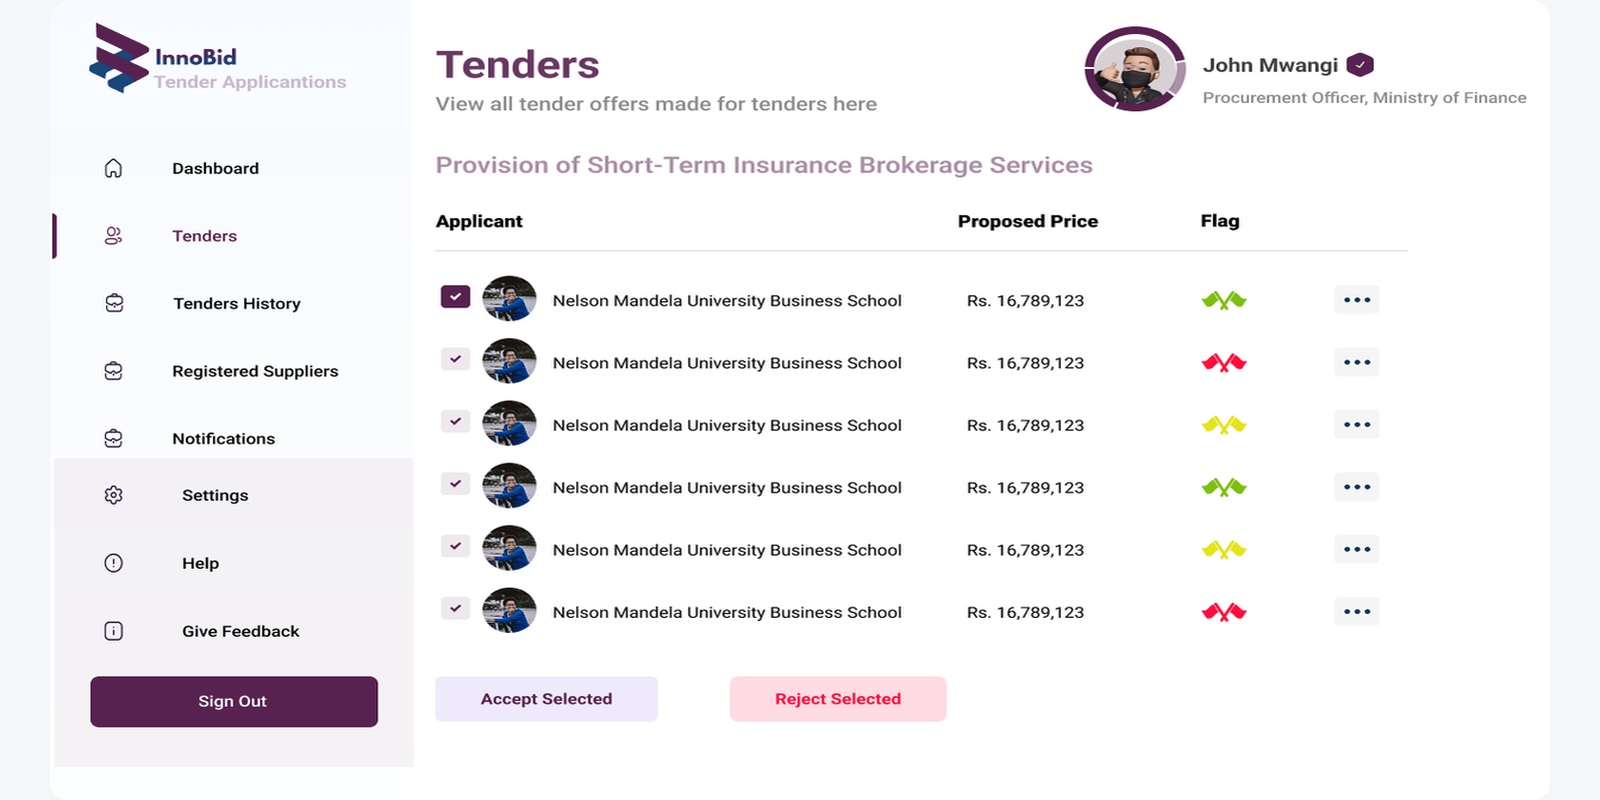 InnoBid
Tender Applicantions
Dashboard
Tenders
Tenders History
Registered Suppliers
Notifications
Settings
Help
Give Feedback
Sign Out
Tenders
View all tender offers made for tenders here
John Mwangi
Procurement Officer, Ministry of Finance
Provision of Short-Term Insurance Brokerage Services
Applicant Proposed Price Flag
Nelson Mandela University Business School Rs. 16,789,123
Nelson Mandela University Business School Rs. 16,789,123
Nelson Mandela University Business School Rs. 16,789,123
Nelson Mandela University Business School Rs. 16,789,123
Nelson Mandela University Business School Rs. 16,789,123
Nelson Mandela University Business School Rs. 16,789,123
Accept Selected Reject Selected